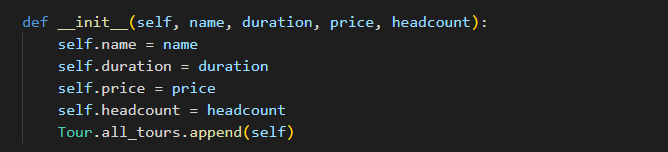 def __init__(self, name, duration, price, headcount):
    self.name = name
    self.duration = duration
    self.price = price
    self.headcount = headcount
    Tour.all_tours.append(self)